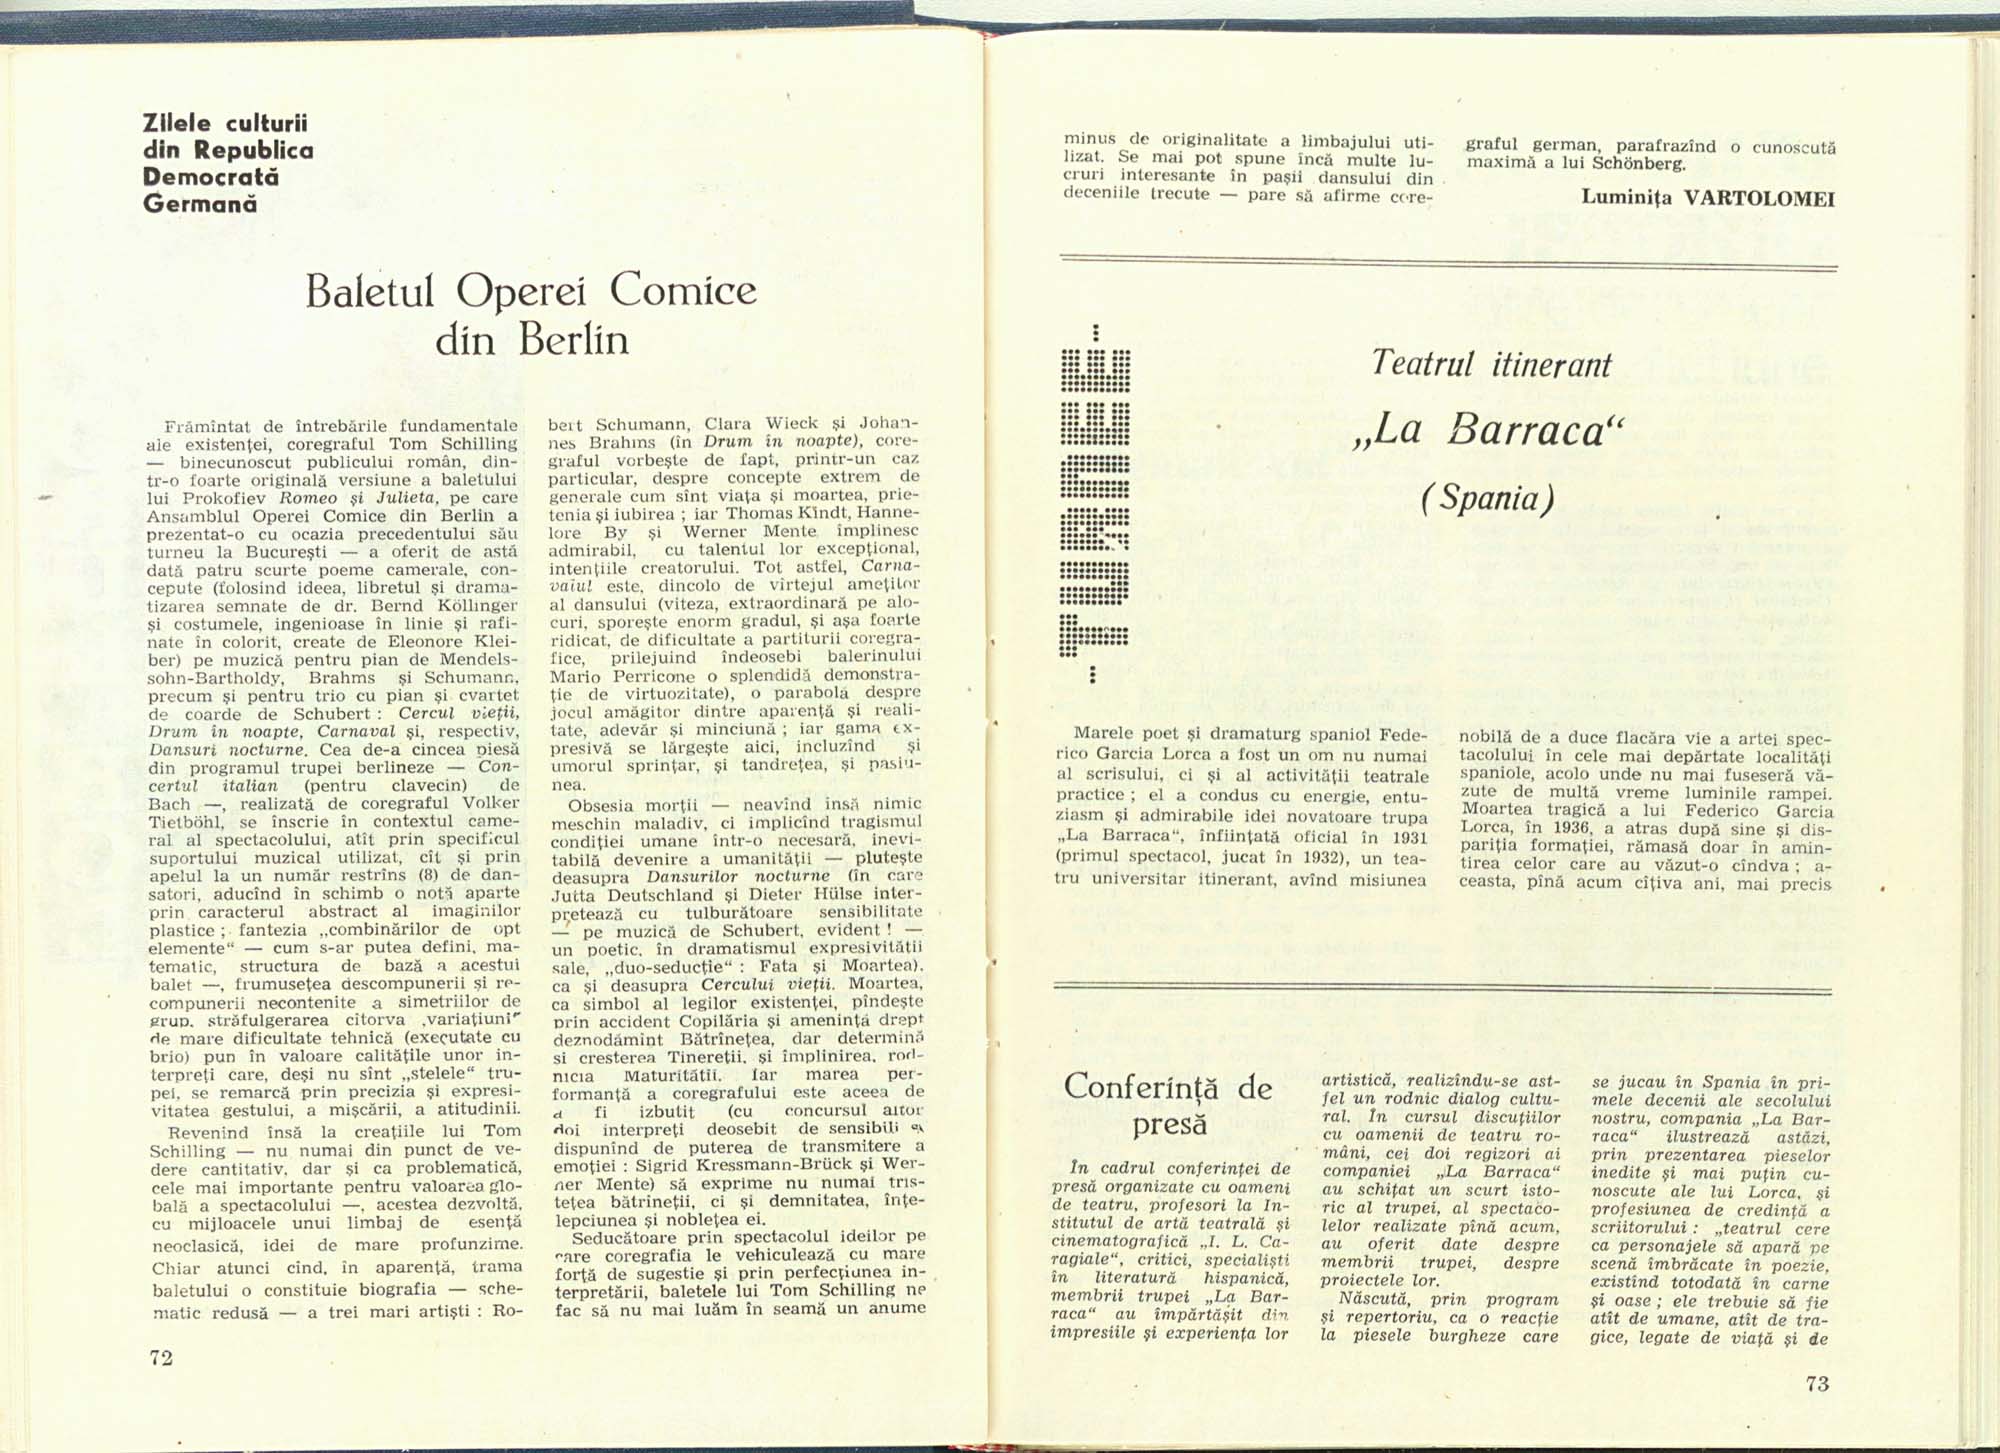 Zilele culturii
din Republica
Democrată
Germană
Baletul Operei Comice
din Berlin
Frămîntat de întrebările fundamentale
ale existenței, coregraful Tom Schilling
— binecunoscut publicului român, din-
tr-o foarte originală versiune a baletului
lui Prokofiev Romeo și Julieta, pe care
Ansamblul Operei Comice din Berlin a
prezentat-o cu ocazia precedentului său
turneu la București — a oferit de astă
dată patru scurte poeme camerale, con-
cepute (folosind ideea, libretul și drama-
tizarea semnate de dr. Bernd Köllinger
și costumele, ingenioase în linie și rafi-
nate în colorit, create de Eleonore Klei-
ber) pe muzică pentru pian de Mendels-
sohn-Bartholdy, Brahms și Schumann,
precum și pentru trio cu pian și cvartet
de coarde de Schubert : Cercul vieții,
Drum în noapte, Carnaval și, respectiv,
Dansuri nocturne. Cea de-a cincea piesă
din programul trupei berlineze — Con-
certul italian (pentru clavecin) de
Bach —, realizată de coregraful Volker
Tietböhl, se înscrie în contextul came-
ral al spectacolului, atît prin specificul
suportului muzical utilizat, cît și prin
apelul la un număr restrîns (8) de dan-
satori, aducînd în schimb o notă aparte
prin caracterul abstract al imaginilor
plastice ; fantezia „combinărilor de opt
elemente“ — cum s-ar putea defini, ma-
tematic, structura de bază a acestui
balet —, frumusețea descompunerii și re-
compunerii necontenite a simetriilor de
grup, străfulgerarea cîtorva „variațiuni“
de mare dificultate tehnică (executate cu
brio) pun în valoare calitățile unor in-
terpreți care, deși nu sînt „stelele“ tru-
pei, se remarcă prin precizia și expresi-
vitatea gestului, a mișcării, a atitudinii.
Revenind însă la creațiile lui Tom
Schilling — nu numai din punct de ve-
dere cantitativ, dar și ca problematică,
cele mai importante pentru valoarea glo-
bală a spectacolului —, acestea dezvoltă,
cu mijloacele unui limbaj de esență
neoclasică, idei de mare profunzime.
Chiar atunci cînd, în aparență, trama
baletului o constituie biografia — sche-
matic redusă — a trei mari artiști : Ro-
bert Schumann, Clara Wieck și Johan-
nes Brahms (în Drum în noapte), core-
graful vorbește de fapt, printr-un caz
particular, despre concepte extrem de
generale cum sînt viața și moartea, prie-
tenia și iubirea ; iar Thomas Kindt, Hanne-
lore By și Werner Mente împlinesc
admirabil, cu talentul lor excepțional,
intențiile creatorului. Tot astfel, Carna-
valul este, dincolo de vîrtejul amețitor
al dansului (viteza, extraordinară pe alo-
curi, sporește enorm gradul, și așa foarte
ridicat, de dificultate a partiturii coregra-
fice, prilejuind îndeosebi balerinului
Mario Perricone o splendidă demonstra-
ție de virtuozitate), o parabolă despre
jocul amăgitor dintre aparență și reali-
tate, adevăr și minciună ; iar gama ex-
presivă se lărgește aici, incluzînd și
umorul sprințar, și tandrețea, și pasiu-
nea.
Obsesia morții — neavînd însă nimic
meschin maladiv, ci implicînd tragismul
condiției umane într-o necesară, inevi-
tabilă devenire a umanității — plutește
deasupra Dansurilor nocturne (în care
Jutta Deutschland și Dieter Hülse inter-
pretează cu tulburătoare sensibilitate
— pe muzică de Schubert, evident ! —
un poetic, în dramatismul expresivității
sale, „duo-seducție“ : Fata și Moartea),
ca și deasupra Cercului vieții. Moartea,
ca simbol al legilor existenței, pîndește
prin accident Copilăria și amenință drept
deznodămînt Bătrînețea, dar determină
și creșterea Tinereții, și împlinirea, rod-
nicia Maturității. Iar marea per-
formanță a coregrafului este aceea de
a fi izbutit (cu concursul altor
doi interpreți deosebit de sensibili și
dispunînd de puterea de transmitere a
emoției : Sigrid Kressmann-Brück și Wer-
ner Mente) să exprime nu numai tris-
tețea bătrîneții, ci și demnitatea, înțe-
lepciunea și noblețea ei.
Seducătoare prin spectacolul ideilor pe
care coregrafia le vehiculează cu mare
forță de sugestie și prin perfecțiunea in-
terpretării, baletele lui Tom Schilling ne
fac să nu mai luăm în seamă un anume
72
minus de originalitate a limbajului uti-
lizat. Se mai pot spune încă multe lu-
cruri interesante în pașii dansului din
deceniile trecute — pare să afirme core-
graful german, parafrazînd o cunoscută
maximă a lui Schönberg.
Luminița VARTOLOMEI
TURNEE
Teatrul itinerant
„La Barraca“
(Spania)
Marele poet și dramaturg spaniol Fede-
rico Garcia Lorca a fost un om nu numai
al scrisului, ci și al activității teatrale
practice ; el a condus cu energie, entu-
ziasm și admirabile idei novatoare trupa
„La Barraca“, înființată oficial în 1931
(primul spectacol, jucat în 1932), un tea-
tru universitar itinerant, avînd misiunea
nobilă de a duce flacăra vie a artei spec-
tacolului în cele mai depărtate localități
spaniole, acolo unde nu mai fuseseră vă-
zute de multă vreme luminile rampei.
Moartea tragică a lui Federico Garcia
Lorca, în 1936, a atras după sine și dis-
pariția formației, rămasă doar în amin-
tirea celor care au văzut-o cîndva ; a-
ceasta, pînă acum cîțiva ani, mai precis
Conferință de
presă
În cadrul conferinței de
presă organizate cu oameni
de teatru, profesori la In-
stitutul de artă teatrală și
cinematografică „I. L. Ca-
ragiale“, critici, specialiști
în literatură hispanică,
membrii trupei „La Bar-
raca“ au împărtășit din
impresiile și experiența lor
artistică, realizîndu-se ast-
fel un rodnic dialog cultu-
ral. În cursul discuțiilor
cu oamenii de teatru ro-
mâni, cei doi regizori ai
companiei „La Barraca“
au schițat un scurt isto-
ric al trupei, al spectaco-
lelor realizate pînă acum,
au oferit date despre
membrii trupei, despre
proiectele lor.
Născută, prin program
și repertoriu, ca o reacție
la piesele burgheze care
se jucau în Spania în pri-
mele decenii ale secolului
nostru, compania „La Bar-
raca“ ilustrează astăzi,
prin prezentarea pieselor
inedite și mai puțin cu-
noscute ale lui Lorca, și
profesiunea de credință a
scriitorului : „teatrul cere
ca personajele să apară pe
scenă îmbrăcate în poezie,
existînd totodată în carne
și oase ; ele trebuie să fie
atît de umane, atît de tra-
gice, legate de viață și de
73